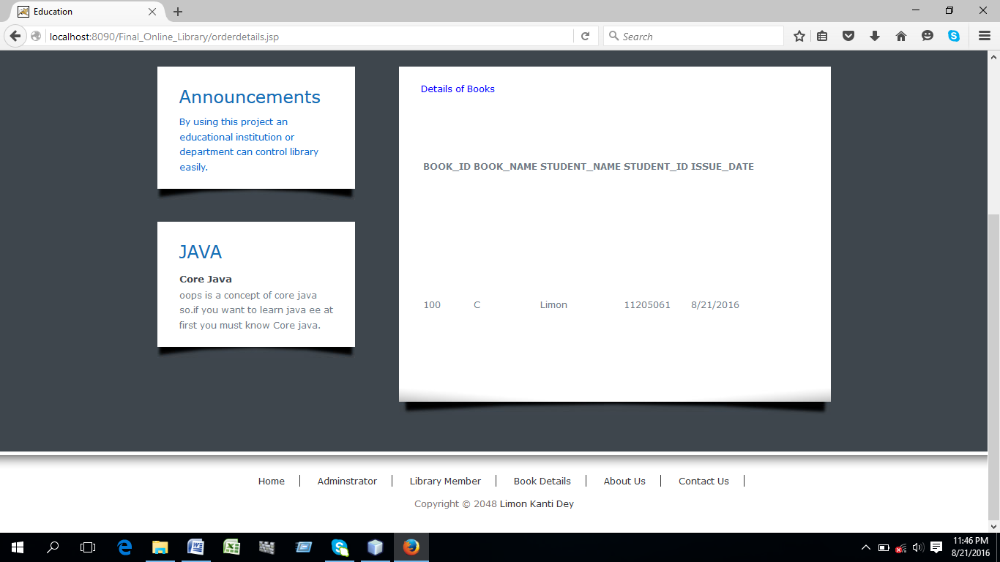 Education
localhost:8090/Final_Online_Library/orderdetails.jsp
Search
Announcements
By using this project an
educational institution or
department can control library
easily.
JAVA
Core Java
oops is a concept of core java
so.if you want to learn java ee at
first you must know Core java.
Details of Books
BOOK_ID BOOK_NAME STUDENT_NAME STUDENT_ID ISSUE_DATE
100 C Limon 11205061 8/21/2016
Home Adminstrator Library Member Book Details About Us Contact Us
Copyright © 2048 Limon Kanti Dey
11:46 PM
8/21/2016